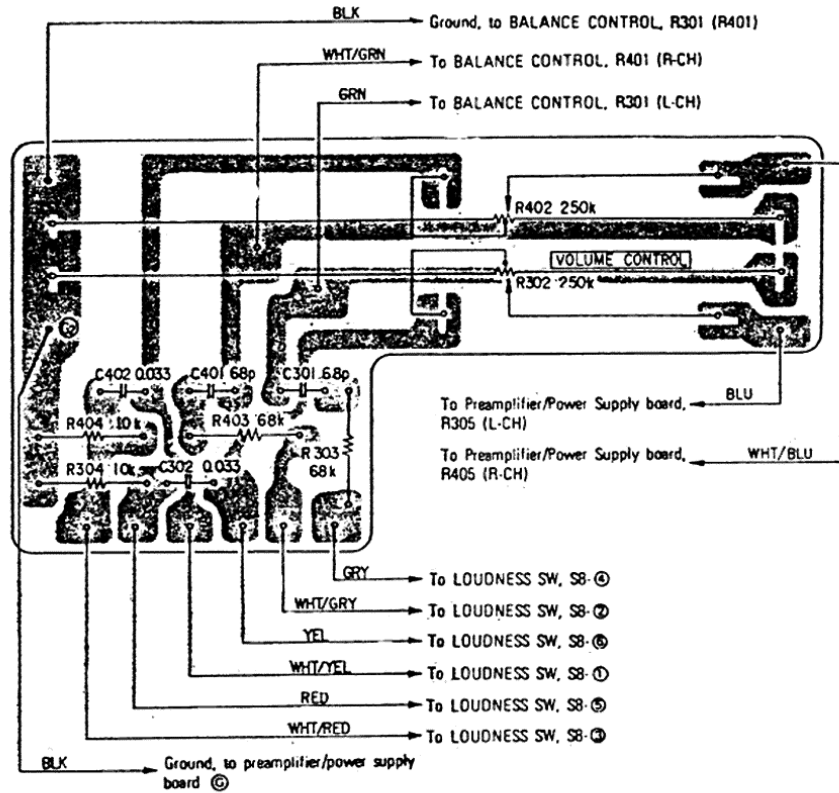 BLK
Ground, to BALANCE CONTROL, R301 (R401)
WHT/GRN
To BALANCE CONTROL, R401 (R-CH)
GRN
To BALANCE CONTROL, R301 (L-CH)
R402 250k
VOLUME CONTROL
R302 250k
C402 0.033
C401 68p
C301 68p
R404 10k
R403 68k
R303
68k
R304 10k
C302 0.033
BLU
To Preamplifier/Power Supply board,
R305 (L-CH)
To Preamplifier/Power Supply board,
R405 (R-CH)
WHT/BLU
GRY
To LOUDNESS SW, S8-④
WHT/GRY
To LOUDNESS SW, S8-②
YEL
To LOUDNESS SW, S8-⑥
WHT/YEL
To LOUDNESS SW, S8-①
RED
To LOUDNESS SW, S8-⑤
WHT/RED
To LOUDNESS SW, S8-③
BLK
Ground, to preamplifier/power supply
board Ⓖ